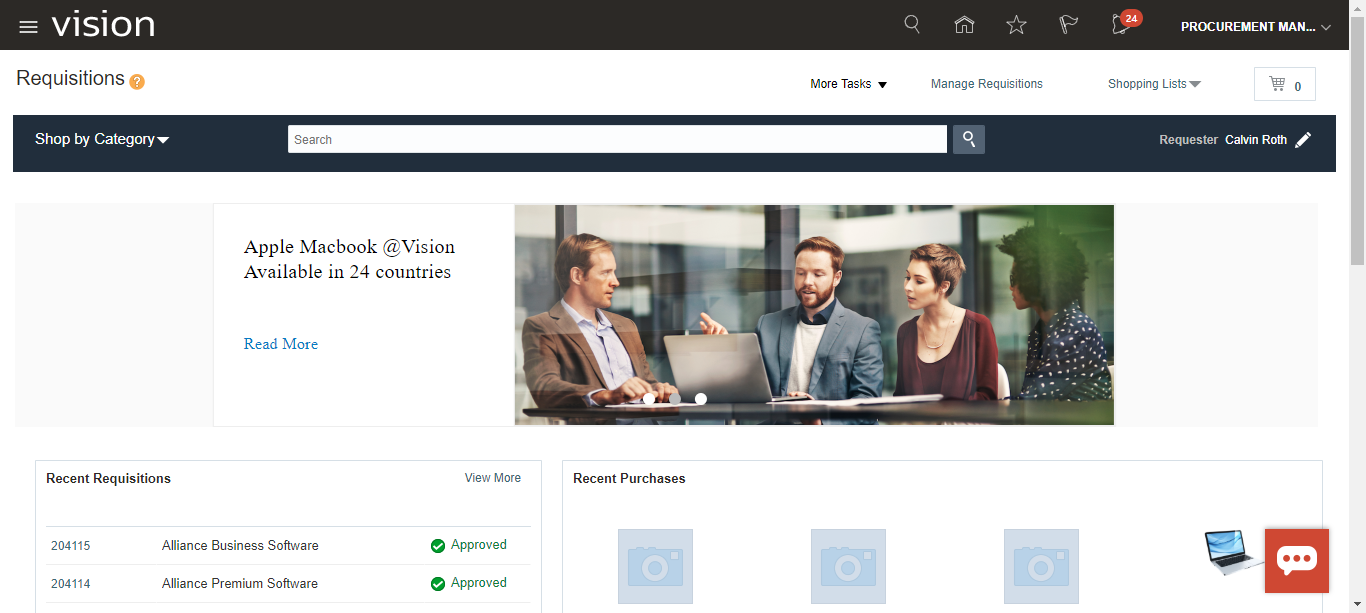 vision
24
PROCUREMENT MAN...
Requisitions ?
More Tasks
Manage Requisitions
Shopping Lists
0
Shop by Category
Search
Requester Calvin Roth
Apple Macbook @Vision
Available in 24 countries
Read More
Recent Requisitions
View More
204115 Alliance Business Software Approved
204114 Alliance Premium Software Approved
Recent Purchases